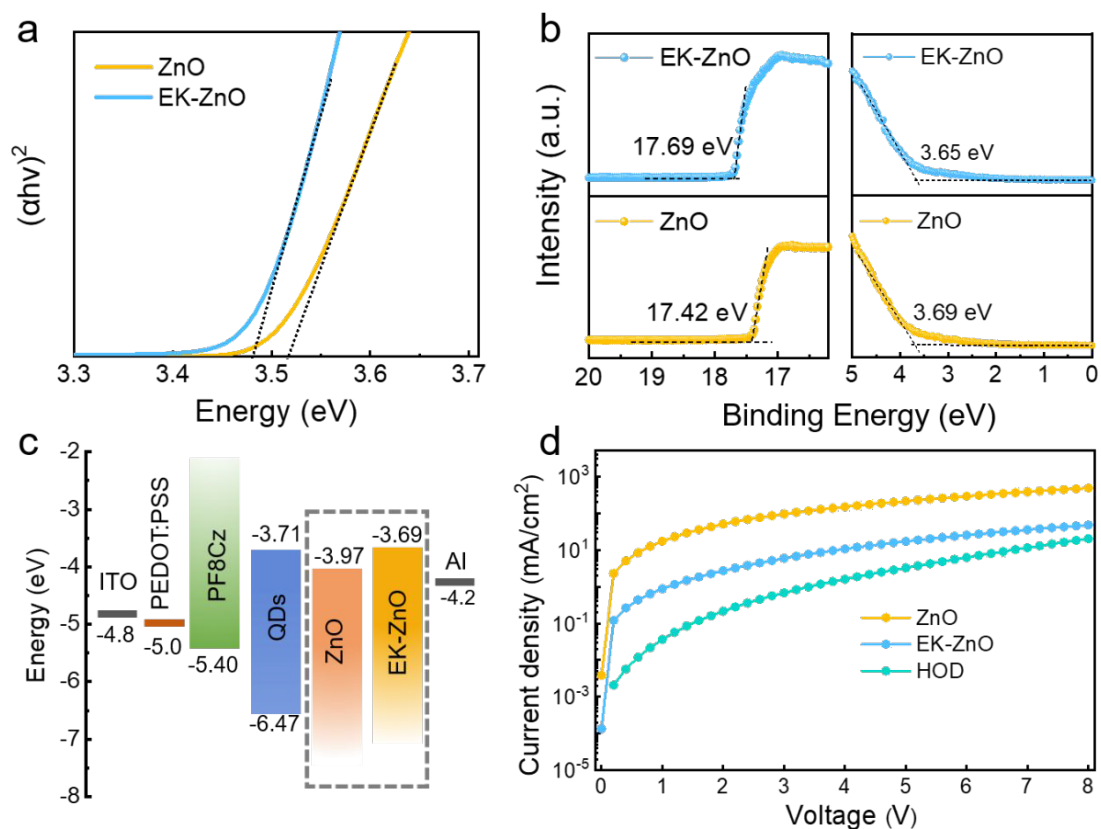 a
ZnO
EK-ZnO
(αhv)²
3.3 3.4 3.5 3.6 3.7
Energy (eV)
b
EK-ZnO
17.69 eV
EK-ZnO
3.65 eV
ZnO
17.42 eV
ZnO
3.69 eV
Intensity (a.u.)
20 19 18 17
5 4 3 2 1 0
Binding Energy (eV)
c
-2
-3
-4
-5
-6
-7
-8
Energy (eV)
ITO
-4.8
PEDOT:PSS
-5.0
PF8Cz
-5.40
-3.71
QDs
-6.47
-3.97
ZnO
-3.69
EK-ZnO
Al
-4.2
d
10³
10¹
10⁻¹
10⁻³
10⁻⁵
Current density (mA/cm²)
ZnO
EK-ZnO
HOD
0 1 2 3 4 5 6 7 8
Voltage (V)